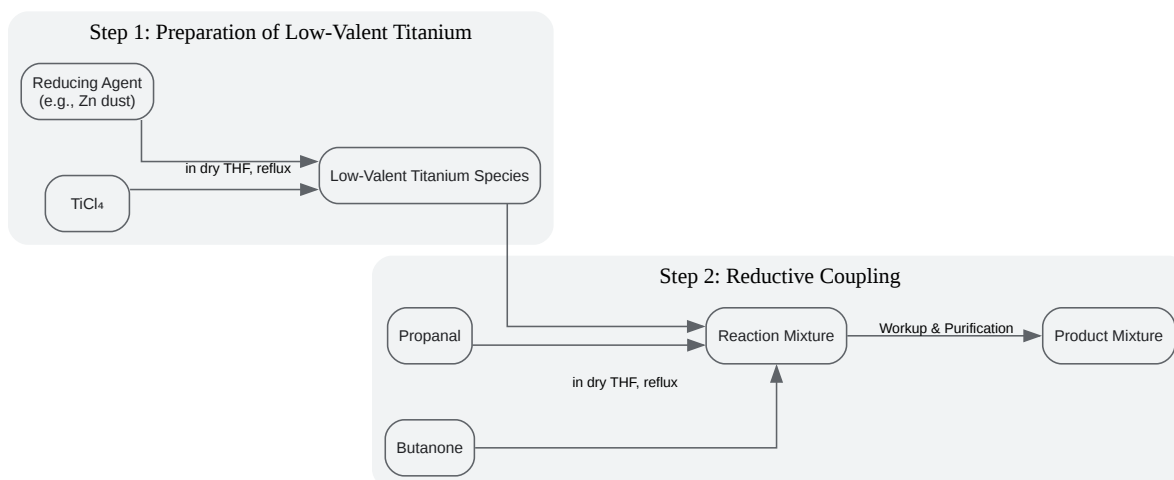 Step 1: Preparation of Low-Valent Titanium
Reducing Agent
(e.g., Zn dust)
in dry THF, reflux
Low-Valent Titanium Species
TiCl₄
Step 2: Reductive Coupling
Propanal
Reaction Mixture
Workup & Purification
Product Mixture
in dry THF, reflux
Butanone